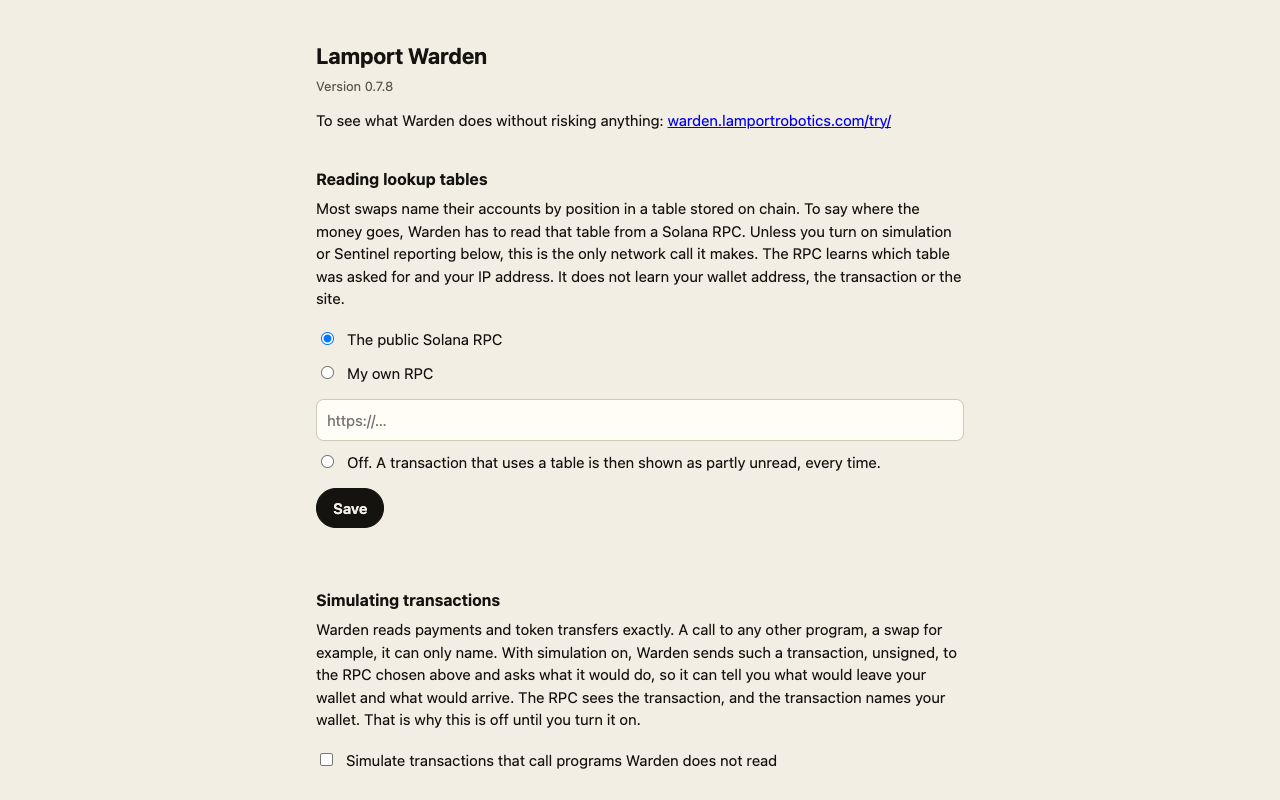 Lamport Warden
Version 0.7.8
To see what Warden does without risking anything: warden.lamportrobotics.com/try/
Reading lookup tables
Most swaps name their accounts by position in a table stored on chain. To say where the
money goes, Warden has to read that table from a Solana RPC. Unless you turn on simulation
or Sentinel reporting below, this is the only network call it makes. The RPC learns which table
was asked for and your IP address. It does not learn your wallet address, the transaction or the
site.
The public Solana RPC
My own RPC
https://...
Off. A transaction that uses a table is then shown as partly unread, every time.
Save
Simulating transactions
Warden reads payments and token transfers exactly. A call to any other program, a swap for
example, it can only name. With simulation on, Warden sends such a transaction, unsigned, to
the RPC chosen above and asks what it would do, so it can tell you what would leave your
wallet and what would arrive. The RPC sees the transaction, and the transaction names your
wallet. That is why this is off until you turn it on.
Simulate transactions that call programs Warden does not read